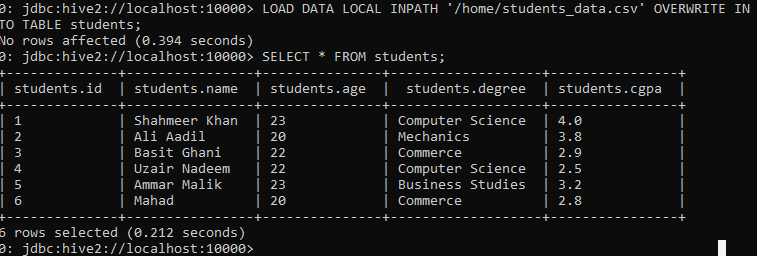 0: jdbc:hive2://localhost:10000> LOAD DATA LOCAL INPATH '/home/students_data.csv' OVERWRITE IN
TO TABLE students;
No rows affected (0.394 seconds)
0: jdbc:hive2://localhost:10000> SELECT * FROM students;
+--------------+----------------+---------------+-------------------+----------------+
| students.id  | students.name  | students.age  |  students.degree  | students.cgpa  |
+--------------+----------------+---------------+-------------------+----------------+
| 1            | Shahmeer Khan  | 23            | Computer Science  | 4.0            |
| 2            | Ali Aadil      | 20            | Mechanics         | 3.8            |
| 3            | Basit Ghani    | 22            | Commerce          | 2.9            |
| 4            | Uzair Nadeem   | 22            | Computer Science  | 2.5            |
| 5            | Ammar Malik    | 23            | Business Studies  | 3.2            |
| 6            | Mahad          | 20            | Commerce          | 2.8            |
+--------------+----------------+---------------+-------------------+----------------+
6 rows selected (0.212 seconds)
0: jdbc:hive2://localhost:10000>